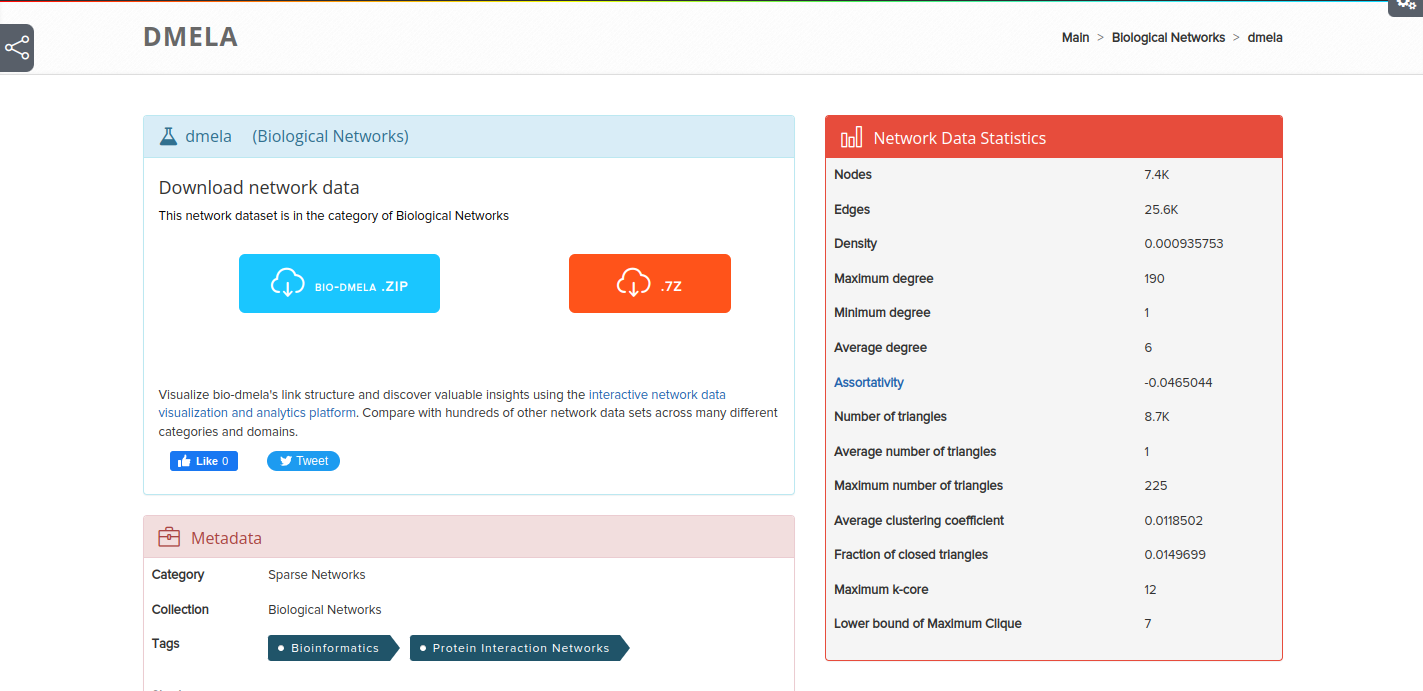 DMELA
Main > Biological Networks > dmela
dmela (Biological Networks)
Download network data
This network dataset is in the category of Biological Networks
BIO-DMELA .ZIP
.7Z
Visualize bio-dmela's link structure and discover valuable insights using the interactive network data
visualization and analytics platform. Compare with hundreds of other network data sets across many different
categories and domains.
Like 0
Tweet
Metadata
Category Sparse Networks
Collection Biological Networks
Tags Bioinformatics Protein Interaction Networks
Network Data Statistics
Nodes 7.4K
Edges 25.6K
Density 0.000935753
Maximum degree 190
Minimum degree 1
Average degree 6
Assortativity -0.0465044
Number of triangles 8.7K
Average number of triangles 1
Maximum number of triangles 225
Average clustering coefficient 0.0118502
Fraction of closed triangles 0.0149699
Maximum k-core 12
Lower bound of Maximum Clique 7